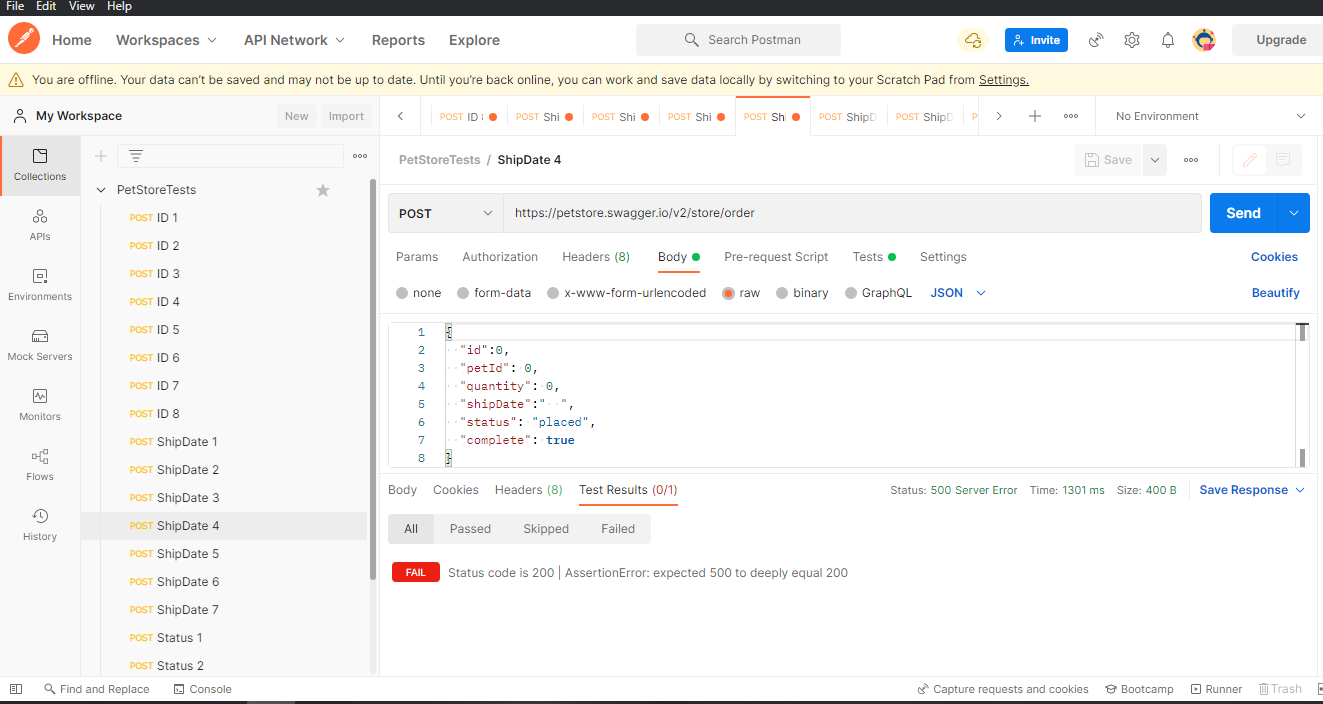 File Edit View Help
Home Workspaces API Network Reports Explore Search Postman Invite Upgrade
You are offline. Your data can't be saved and may not be up to date. Until you're back online, you can work and save data locally by switching to your Scratch Pad from Settings.
My Workspace New Import
POST ID POST Shi POST Shi POST Shi POST Shi POST ShipD POST ShipD P No Environment
Collections
APIs
Environments
Mock Servers
Monitors
Flows
History
PetStoreTests
POST ID 1
POST ID 2
POST ID 3
POST ID 4
POST ID 5
POST ID 6
POST ID 7
POST ID 8
POST ShipDate 1
POST ShipDate 2
POST ShipDate 3
POST ShipDate 4
POST ShipDate 5
POST ShipDate 6
POST ShipDate 7
POST Status 1
POST Status 2
PetStoreTests / ShipDate 4 Save
POST https://petstore.swagger.io/v2/store/order Send
Params Authorization Headers (8) Body Pre-request Script Tests Settings Cookies
none form-data x-www-form-urlencoded raw binary GraphQL JSON Beautify
1 {
2 "id":0,
3 "petId": 0,
4 "quantity": 0,
5 "shipDate":"  ",
6 "status": "placed",
7 "complete": true
8 }
Body Cookies Headers (8) Test Results (0/1) Status: 500 Server Error Time: 1301 ms Size: 400 B Save Response
All Passed Skipped Failed
FAIL Status code is 200 | AssertionError: expected 500 to deeply equal 200
Find and Replace Console Capture requests and cookies Bootcamp Runner Trash